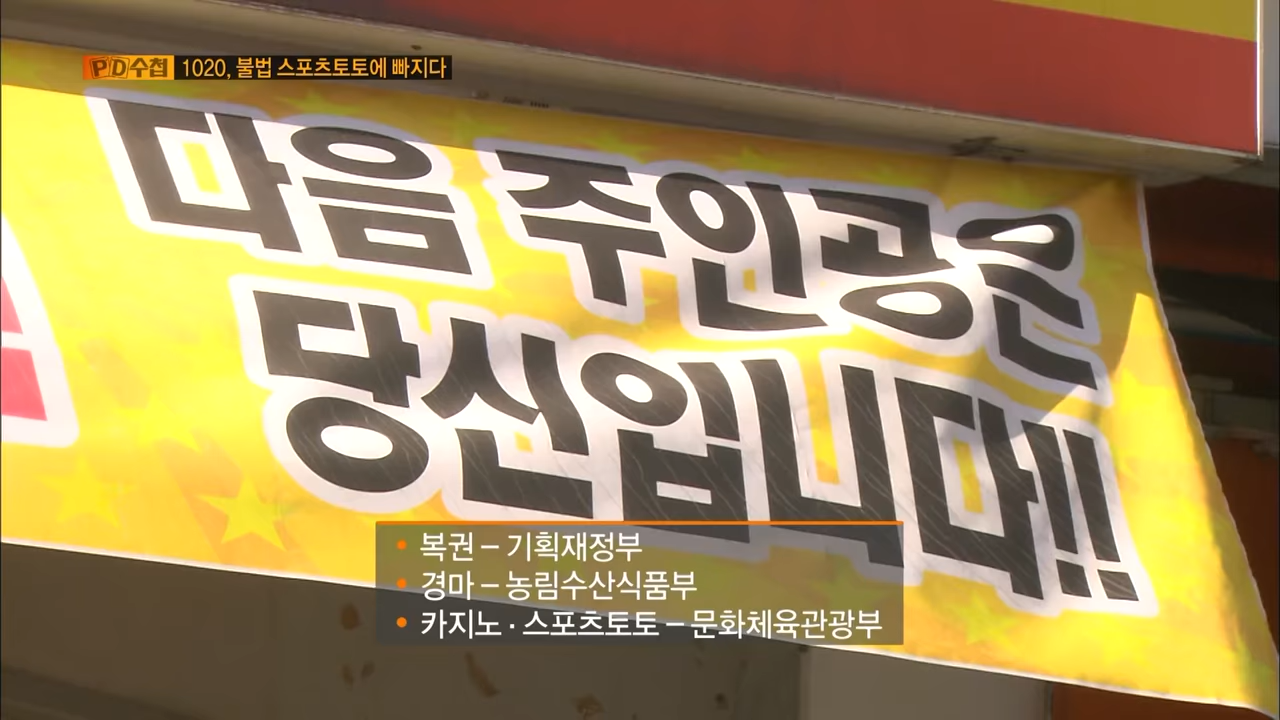 PD수첩 1020, 불법 스포츠토토에 빠지다
다음 주인공은
당신입니다!!
• 복권 – 기획재정부
• 경마 – 농림수산식품부
• 카지노·스포츠토토 – 문화체육관광부